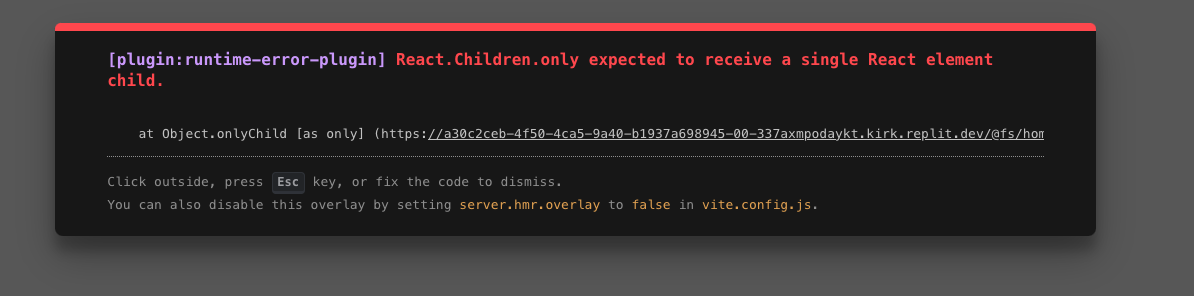 [plugin:runtime-error-plugin] React.Children.only expected to receive a single React element
child.
at Object.onlyChild [as only] (https://a30c2ceb-4f50-4ca5-9a40-b1937a698945-00-337axmpodaykt.kirk.replit.dev/@fs/hom
Click outside, press Esc key, or fix the code to dismiss.
You can also disable this overlay by setting server.hmr.overlay to false in vite.config.js.